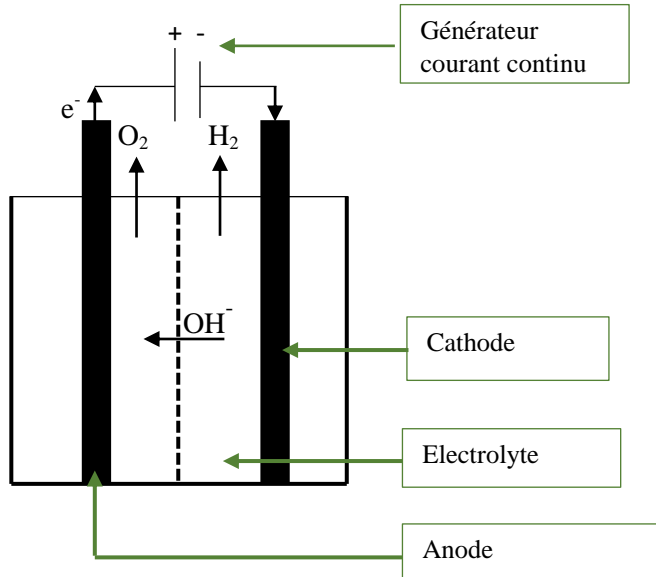 + -
Générateur
courant continu
e⁻
O₂
H₂
OH⁻
Cathode
Electrolyte
Anode